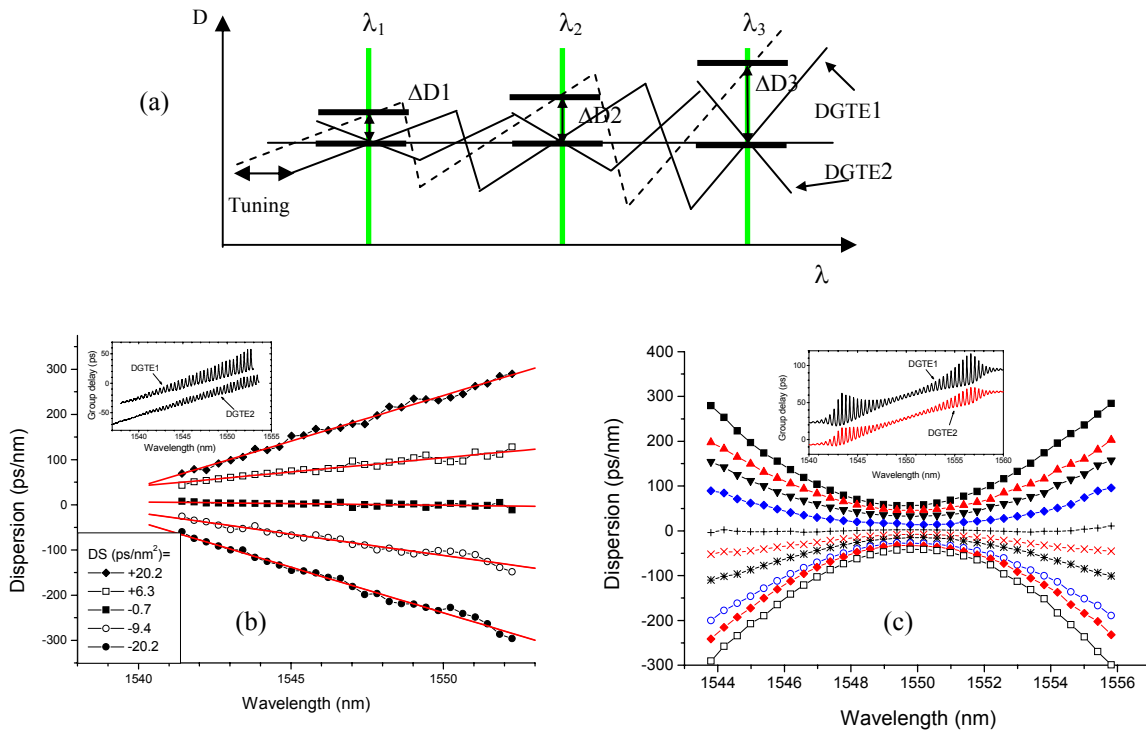 D
λ1
λ2
λ3
(a)
ΔD1
ΔD2
ΔD3
DGTE1
DGTE2
Tuning
λ
300
200
100
0
-100
-200
-300
Dispersion (ps/nm)
1540
1545
1550
Wavelength (nm)
50
0
-50
Group delay (ps)
DGTE1
DGTE2
1540
1545
1550
Wavelength (nm)
DS (ps/nm2)=
+20.2
+6.3
-0.7
-9.4
-20.2
(b)
400
300
200
100
0
-100
-200
-300
Dispersion (ps/nm)
1544
1546
1548
1550
1552
1554
1556
Wavelength (nm)
100
50
0
Group delay (ps)
DGTE1
DGTE2
1540
1545
1550
1555
1560
Wavelength (nm)
(c)